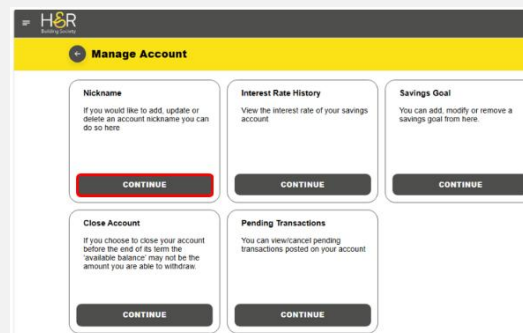 H&R
Building Society
Manage Account
Nickname
If you would like to add, update or
delete an account nickname you can
do so here
CONTINUE
Interest Rate History
View the interest rate of your savings
account
CONTINUE
Savings Goal
You can add, modify or remove a
savings goal from here.
CONTINUE
Close Account
If you choose to close your account
before the end of its term the
'available balance' may not be the
amount you are able to withdraw.
CONTINUE
Pending Transactions
You can view/cancel pending
transactions posted on your account
CONTINUE